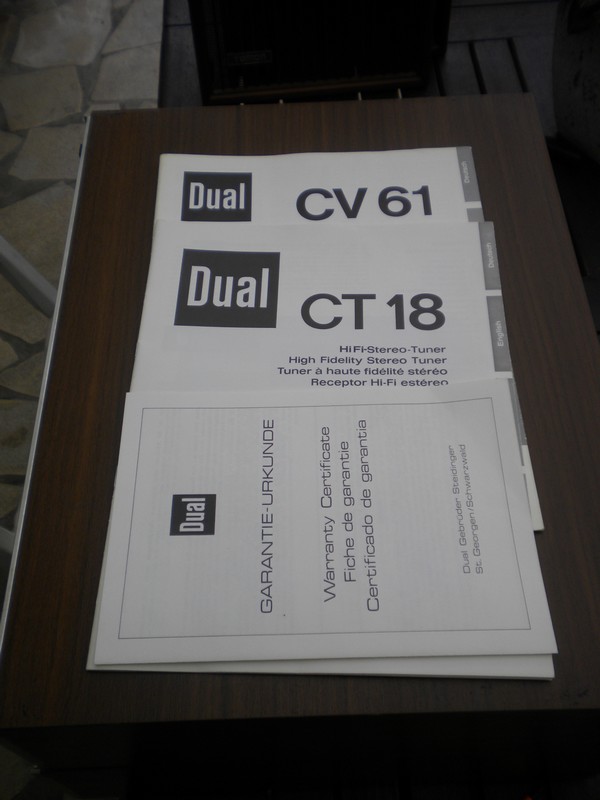 Dual
CV 61
Deutsch
Dual
CT 18
HiFi-Stereo-Tuner
High Fidelity Stereo Tuner
Tuner à haute fidélité stéréo
Receptor Hi-Fi estéreo
Deutsch
English
Dual
GARANTIE-URKUNDE
Warranty Certificate
Fiche de garantie
Certificado de garantia
Dual Gebrüder Steidinger
St. Georgen/Schwarzwald